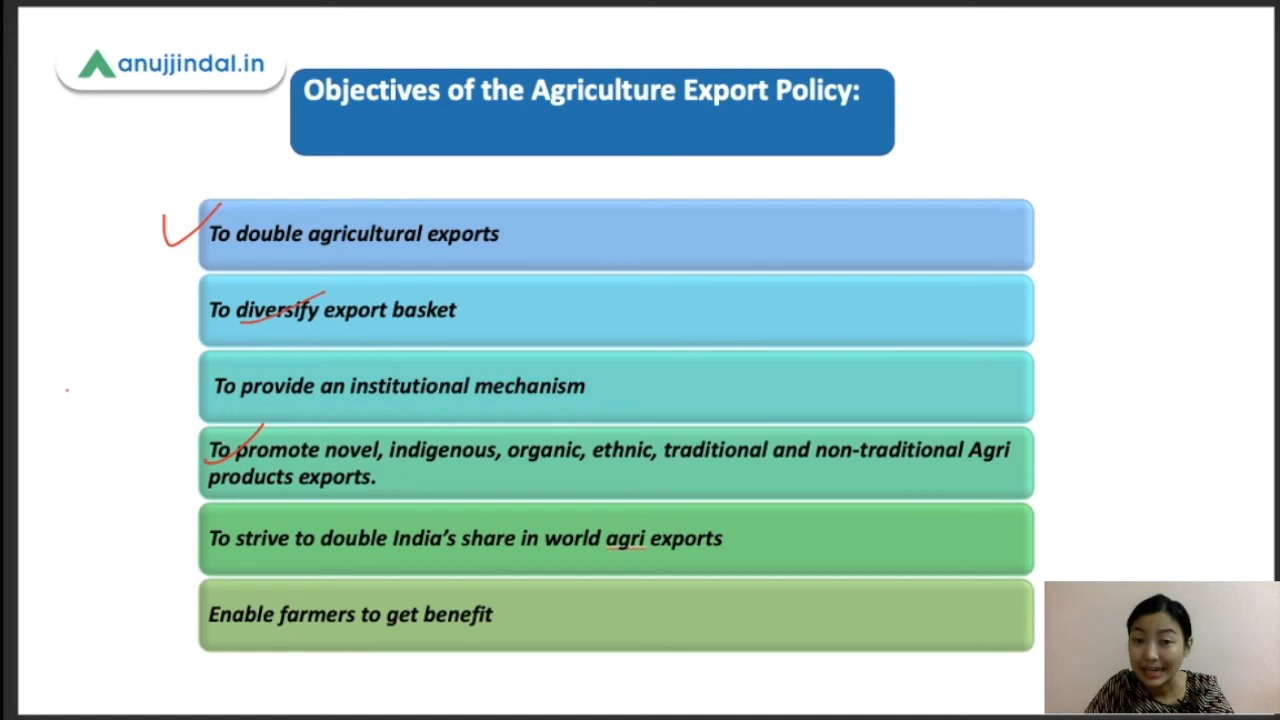 anujjindal.in
Objectives of the Agriculture Export Policy:
To double agricultural exports
To diversify export basket
To provide an institutional mechanism
To promote novel, indigenous, organic, ethnic, traditional and non-traditional Agri
products exports.
To strive to double India’s share in world agri exports
Enable farmers to get benefit